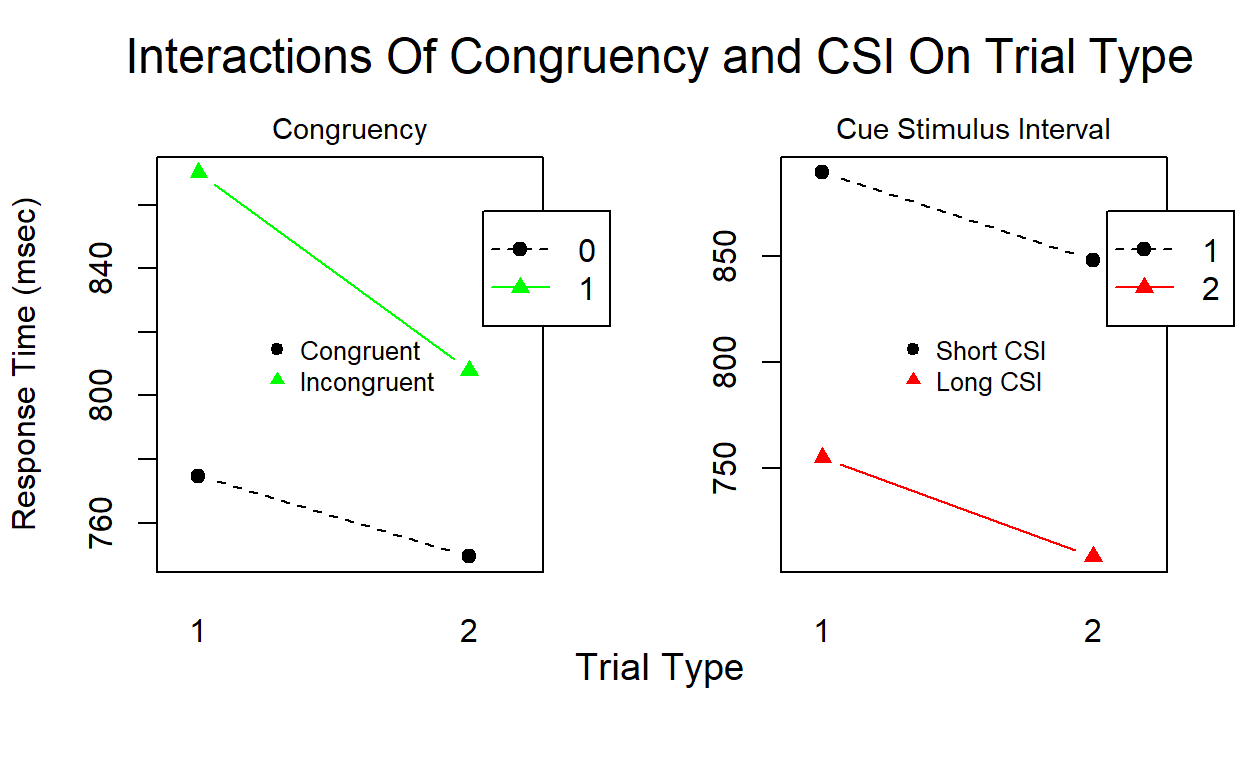 Interactions Of Congruency and CSI On Trial Type
Congruency
Response Time (msec)
840
800
760
0
1
Congruent
Incongruent
1
2
Cue Stimulus Interval
850
800
750
1
2
Short CSI
Long CSI
1
2
Trial Type